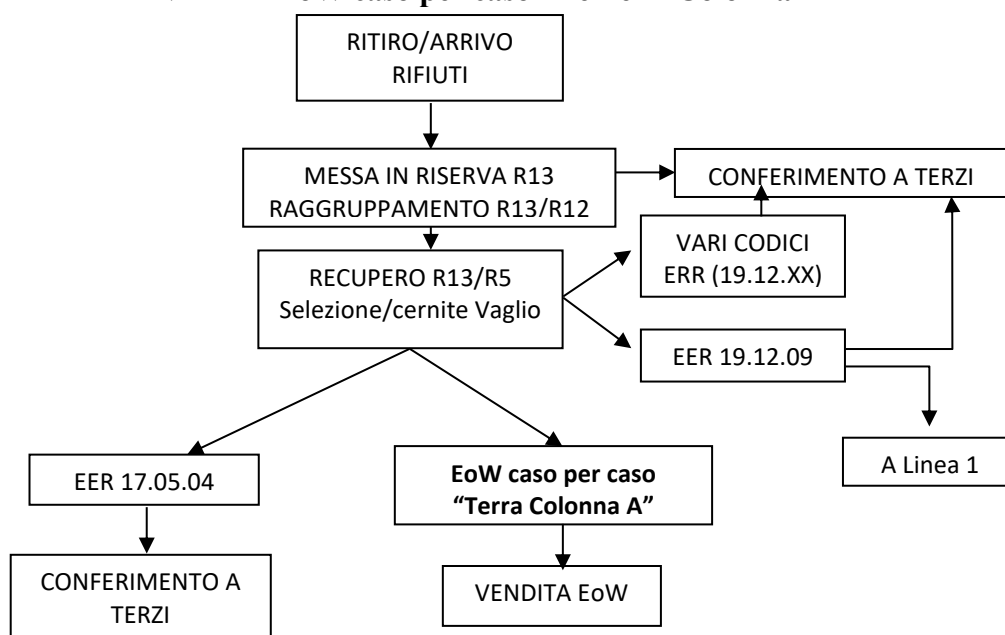 RITIRO/ARRIVO
RIFIUTI
MESSA IN RISERVA R13
RAGGRUPPAMENTO R13/R12
CONFERIMENTO A TERZI
RECUPERO R13/R5
Selezione/cernite Vaglio
VARI CODICI
ERR (19.12.XX)
EER 19.12.09
A Linea 1
EER 17.05.04
EoW caso per caso
“Terra Colonna A”
CONFERIMENTO A
TERZI
VENDITA EoW